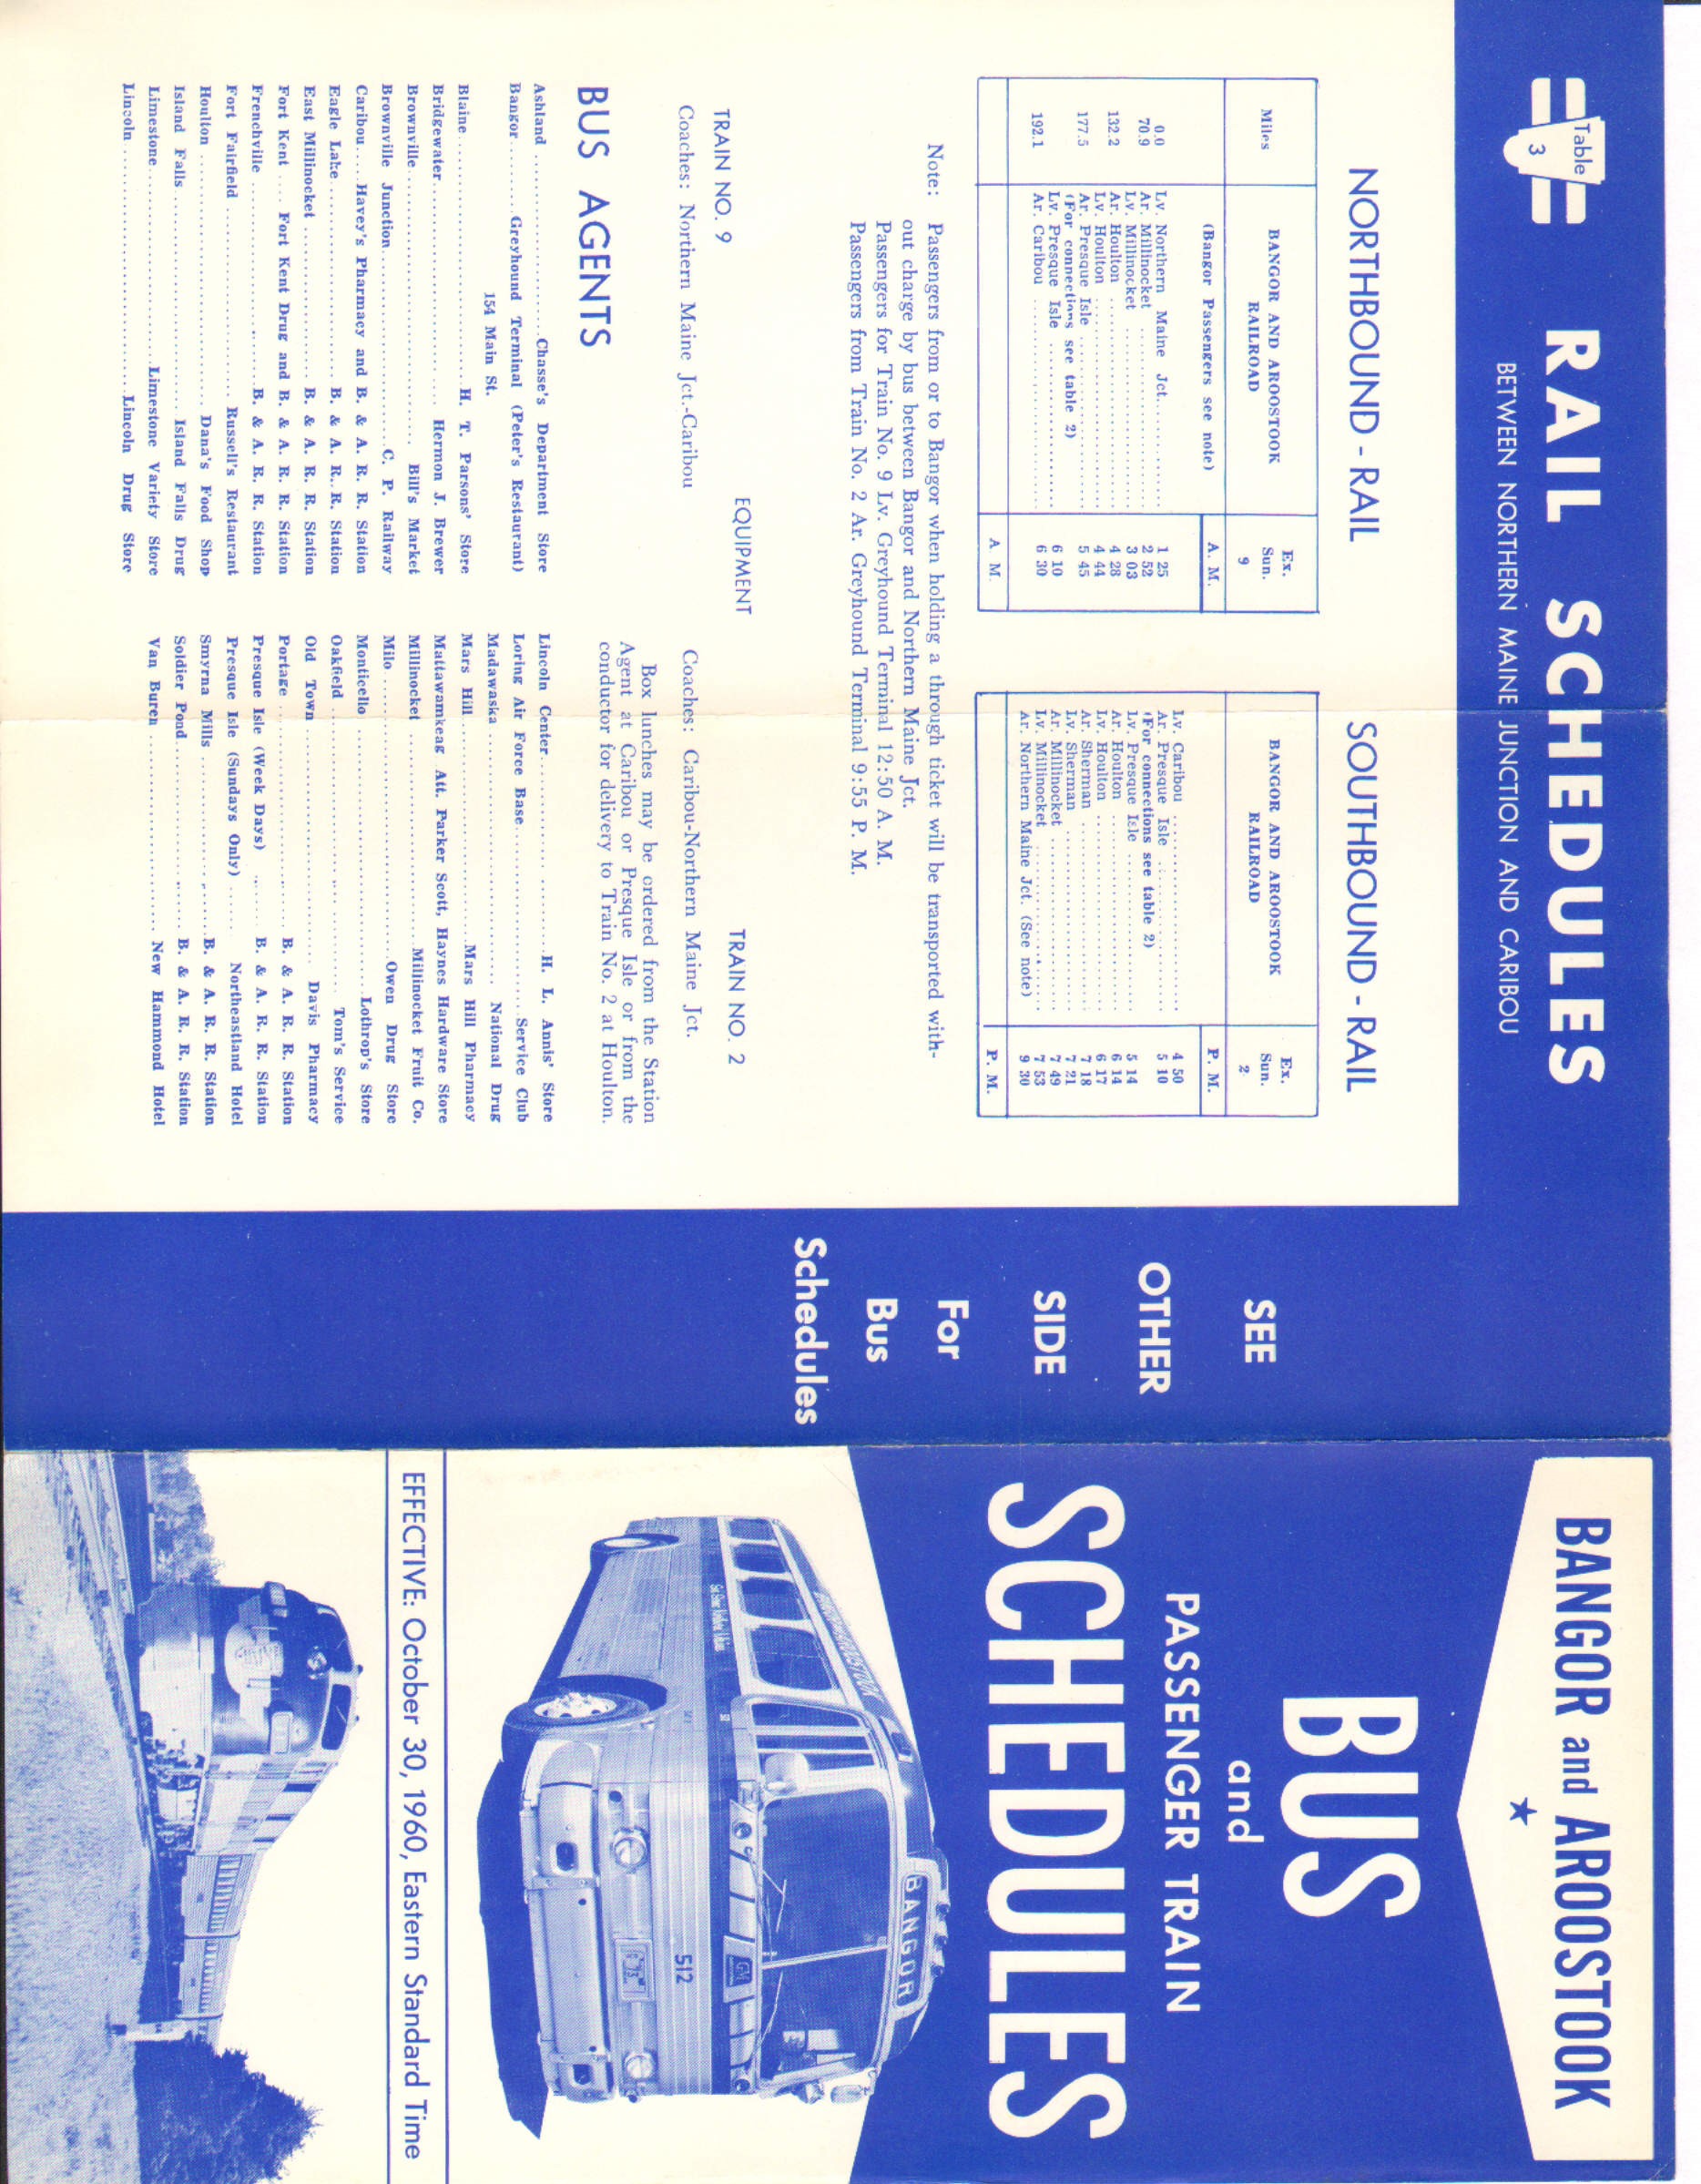 Table
3
RAIL SCHEDULES
BETWEEN NORTHERN MAINE JUNCTION AND CARIBOU
NORTHBOUND - RAIL
Miles
BANGOR AND AROOSTOOK
RAILROAD
Ex.
Sun.
9
(Bangor Passengers see note) A. M.
0.0 Lv. Northern Maine Jct. 1 25
70.9 Ar. Millinocket 2 52
Lv. Millinocket 3 03
132.2 Ar. Houlton 4 28
Lv. Houlton 4 44
177.5 Ar. Presque Isle 5 45
(For connections see table 2)
Lv. Presque Isle 6 10
192.1 Ar. Caribou 6 30
A. M.
SOUTHBOUND - RAIL
BANGOR AND AROOSTOOK
RAILROAD
Ex.
Sun.
2
P. M.
Lv. Caribou 4 50
Ar. Presque Isle 5 10
(For connections see table 2)
Lv. Presque Isle 5 14
Ar. Houlton 6 14
Lv. Houlton 6 17
Ar. Sherman 7 18
Lv. Sherman 7 21
Ar. Millinocket 7 49
Lv. Millinocket 7 53
Ar. Northern Maine Jct. (See note) 9 30
P. M.
Note: Passengers from or to Bangor when holding a through ticket will be transported with-
out charge by bus between Bangor and Northern Maine Jct.
Passengers for Train No. 9 Lv. Greyhound Terminal 12:50 A. M.
Passengers from Train No. 2 Ar. Greyhound Terminal 9:55 P. M.
EQUIPMENT
TRAIN NO. 9
Coaches: Northern Maine Jct.-Caribou
TRAIN NO. 2
Coaches: Caribou-Northern Maine Jct.
Box lunches may be ordered from the Station
Agent at Caribou or Presque Isle or from the
conductor for delivery to Train No. 2 at Houlton.
BUS AGENTS
Ashland Chasse's Department Store
Bangor Greyhound Terminal (Peter's Restaurant)
154 Main St.
Blaine H. T. Parsons' Store
Bridgewater Hermon J. Brewer
Brownville Bill's Market
Brownville Junction C. P. Railway
Caribou Havey's Pharmacy and B. & A. R. R. Station
Eagle Lake B. & A. R. R. Station
East Millinocket B. & A. R. R. Station
Fort Kent Fort Kent Drug and B. & A. R. R. Station
Frenchville B. & A. R. R. Station
Fort Fairfield Russell's Restaurant
Houlton Dana's Food Shop
Island Falls Island Falls Drug
Limestone Limestone Variety Store
Lincoln Lincoln Drug Store
Lincoln Center H. L. Annis' Store
Loring Air Force Base Service Club
Madawaska National Drug
Mars Hill Mars Hill Pharmacy
Mattawamkeag Att. Parker Scott, Haynes Hardware Store
Millinocket Millinocket Fruit Co.
Milo Owen Drug Store
Monticello Lothrop's Store
Oakfield Tom's Service
Old Town Davis Pharmacy
Portage B. & A. R. R. Station
Presque Isle (Week Days) B. & A. R. R. Station
Presque Isle (Sundays Only) Northeastland Hotel
Smyrna Mills B. & A. R. R. Station
Soldier Pond B. & A. R. R. Station
Van Buren New Hammond Hotel
SEE
OTHER
SIDE
For
Bus
Schedules
BANGOR and AROOSTOOK
BUS
and
PASSENGER TRAIN
SCHEDULES
BANGOR
GM
512
EFFECTIVE: October 30, 1960, Eastern Standard Time